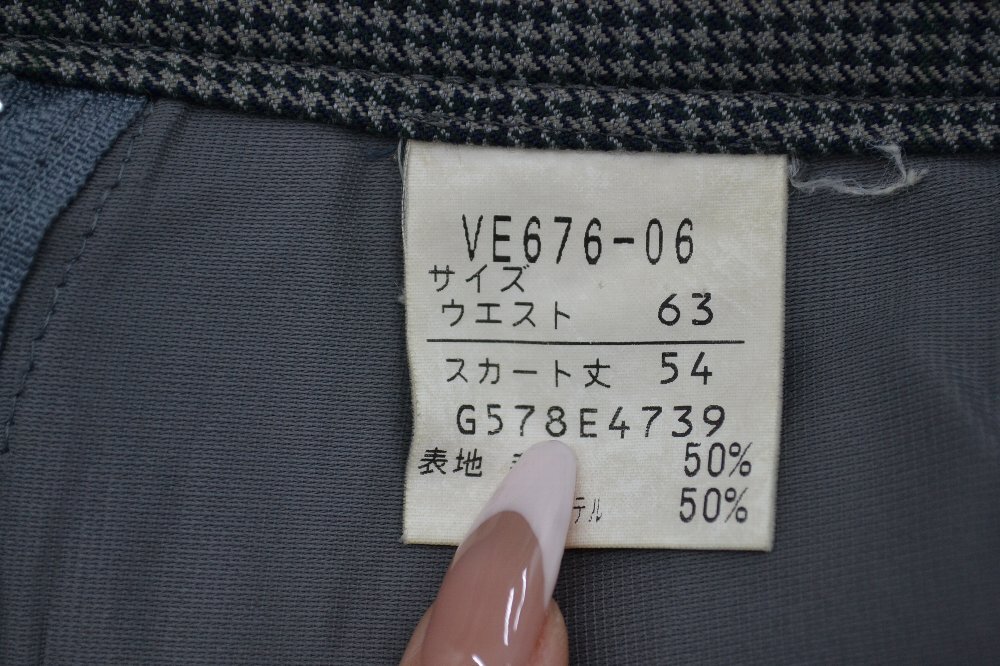 VE676-06
サイズ
ウエスト 63
スカート丈 54
G578E4739
表地 50%
テル 50%